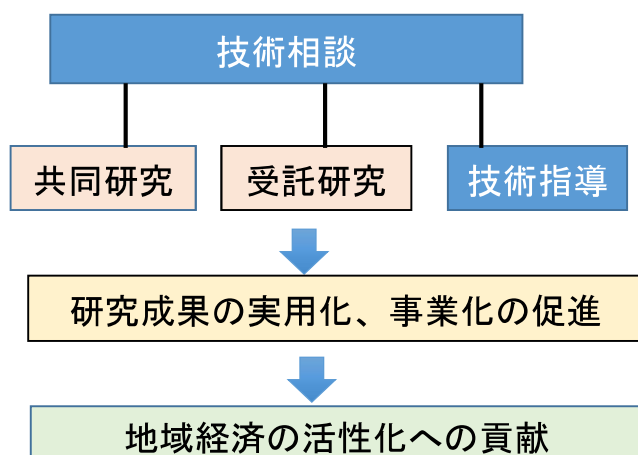 技術相談
共同研究
受託研究
技術指導
研究成果の実用化、事業化の促進
地域経済の活性化への貢献